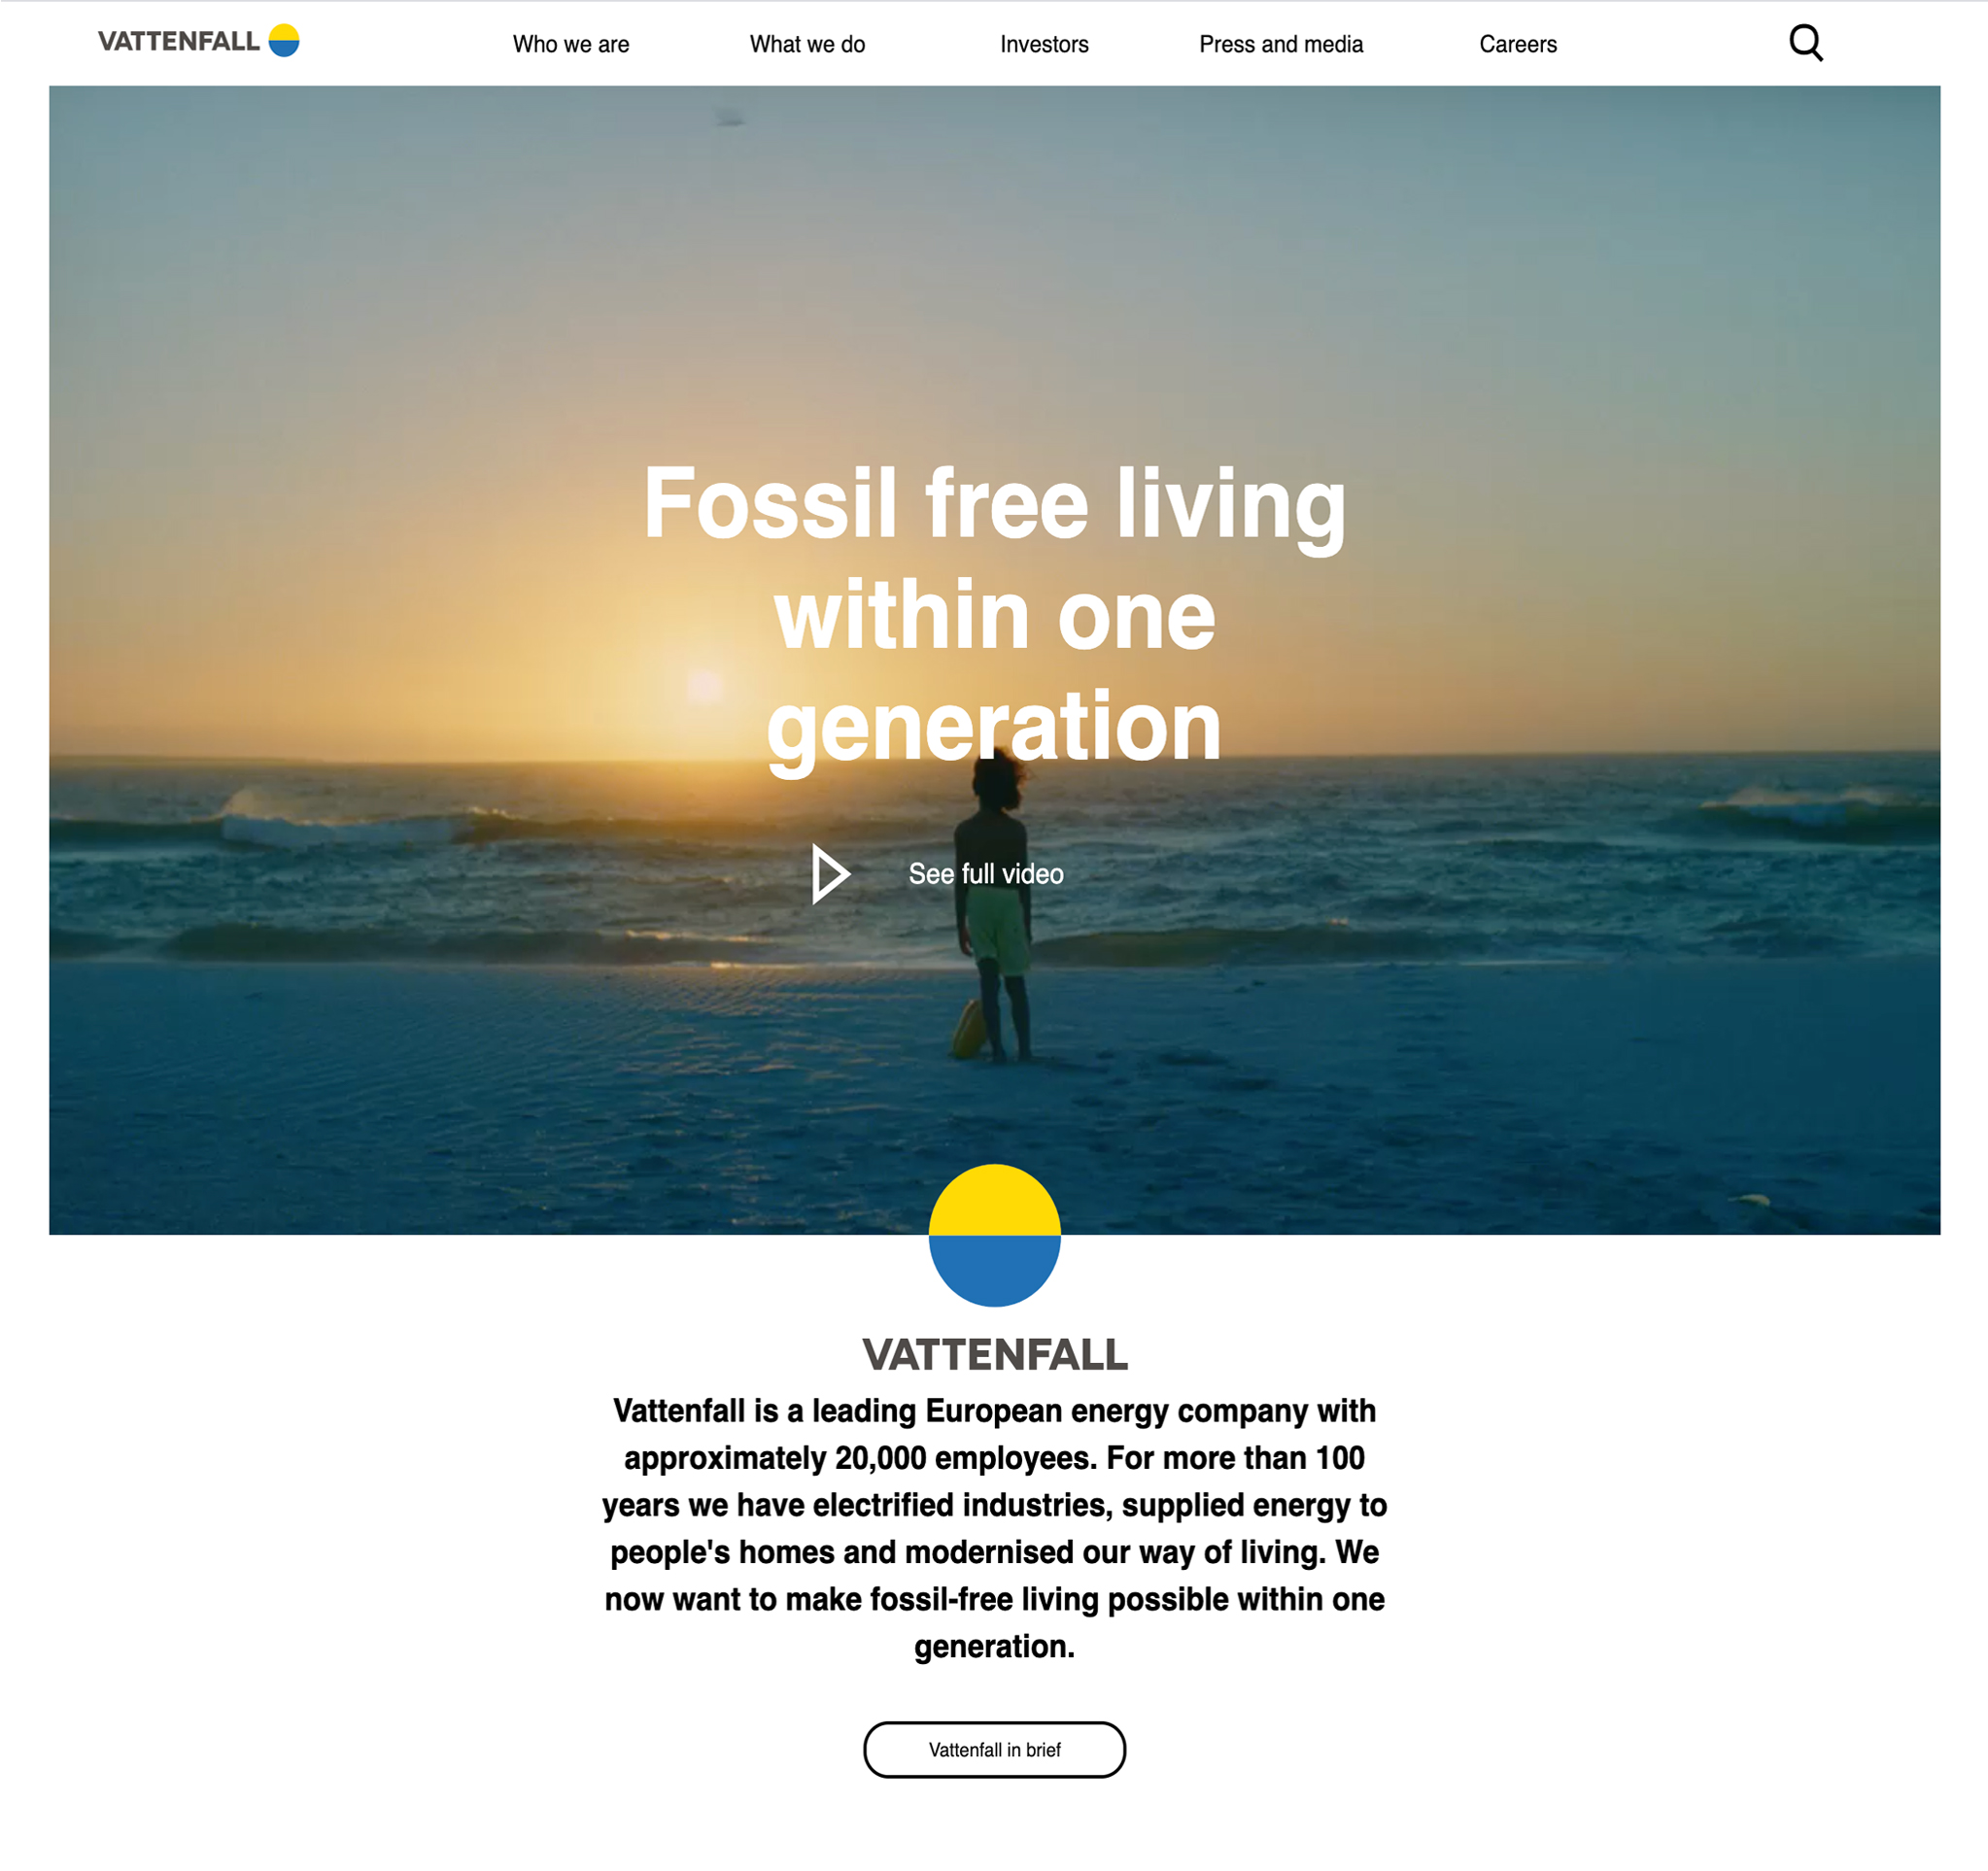 VATTENFALL
Who we are
What we do
Investors
Press and media
Careers
Fossil free living
within one
generation
See full video
VATTENFALL
Vattenfall is a leading European energy company with
approximately 20,000 employees. For more than 100
years we have electrified industries, supplied energy to
people's homes and modernised our way of living. We
now want to make fossil-free living possible within one
generation.
Vattenfall in brief